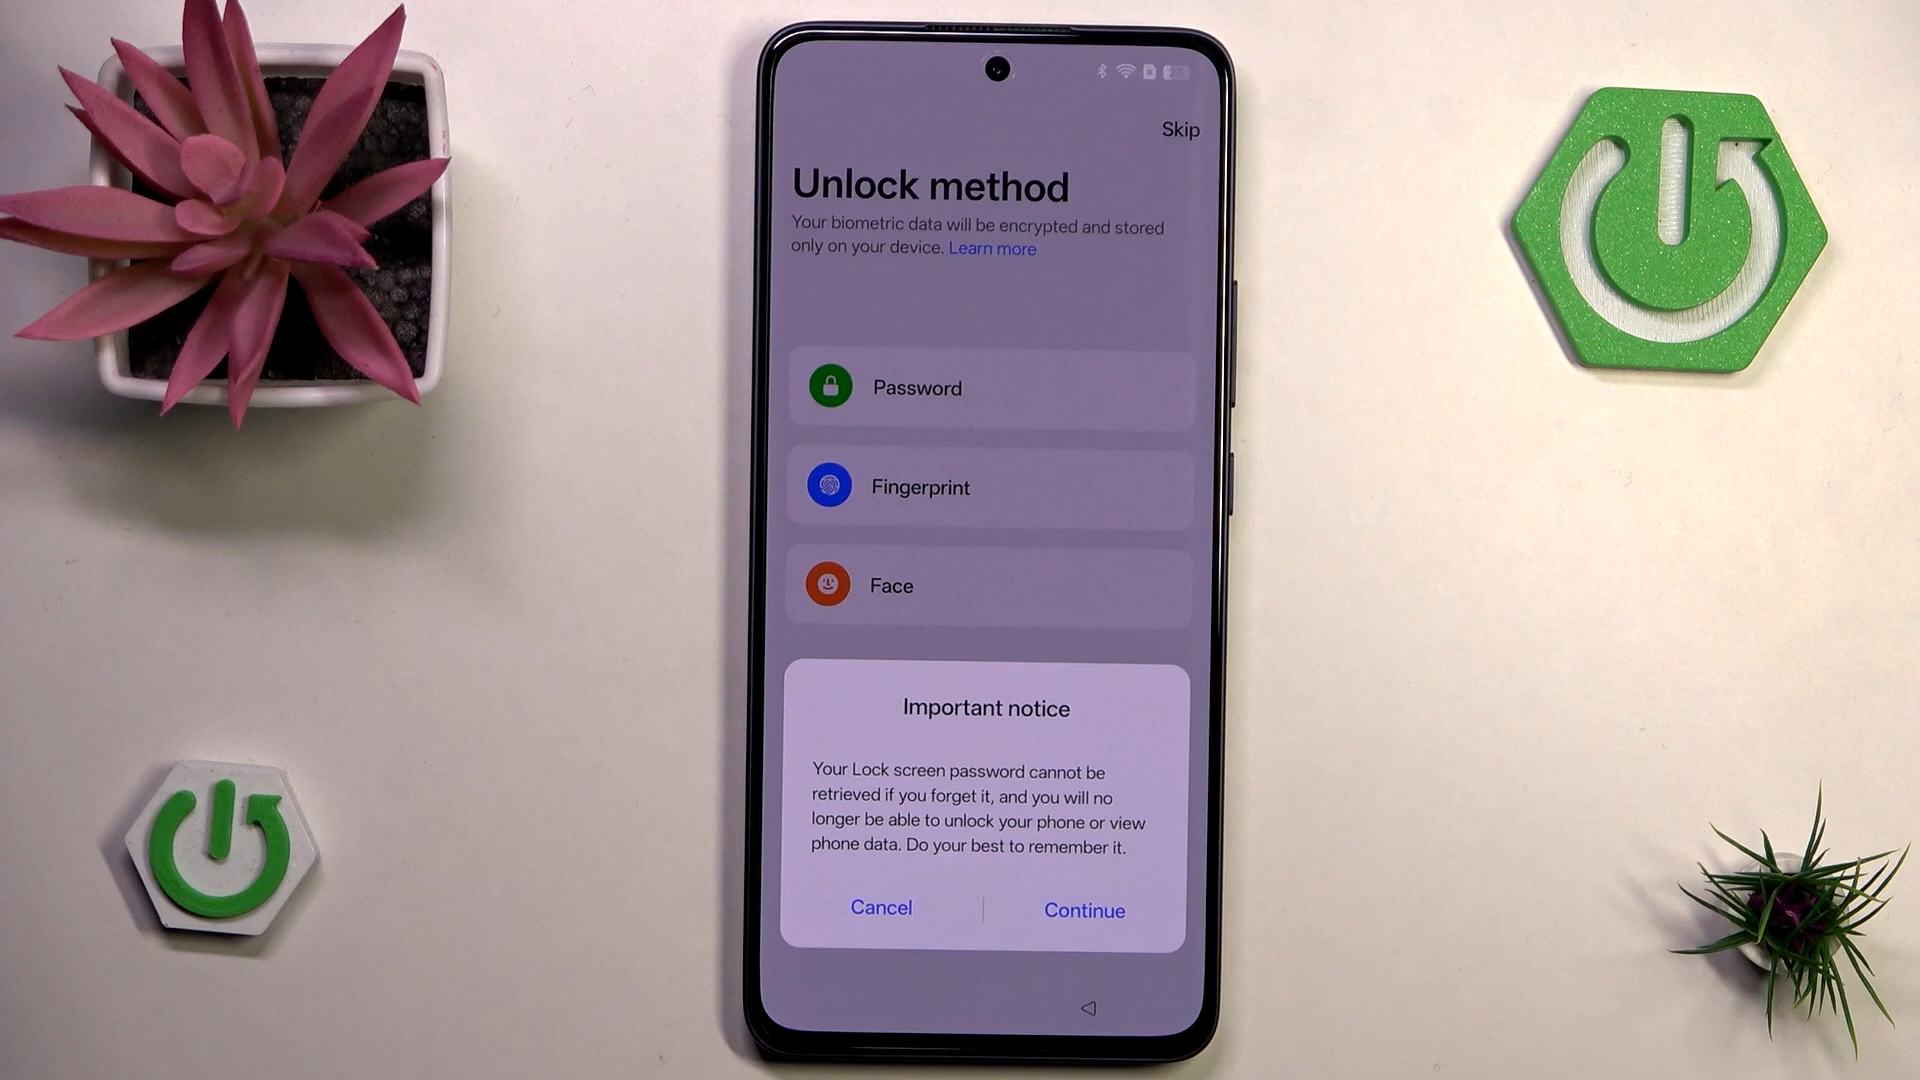 Skip
Unlock method
Your biometric data will be encrypted and stored
only on your device. Learn more
Password
Fingerprint
Face
Important notice
Your Lock screen password cannot be
retrieved if you forget it, and you will no
longer be able to unlock your phone or view
phone data. Do your best to remember it.
Cancel
Continue